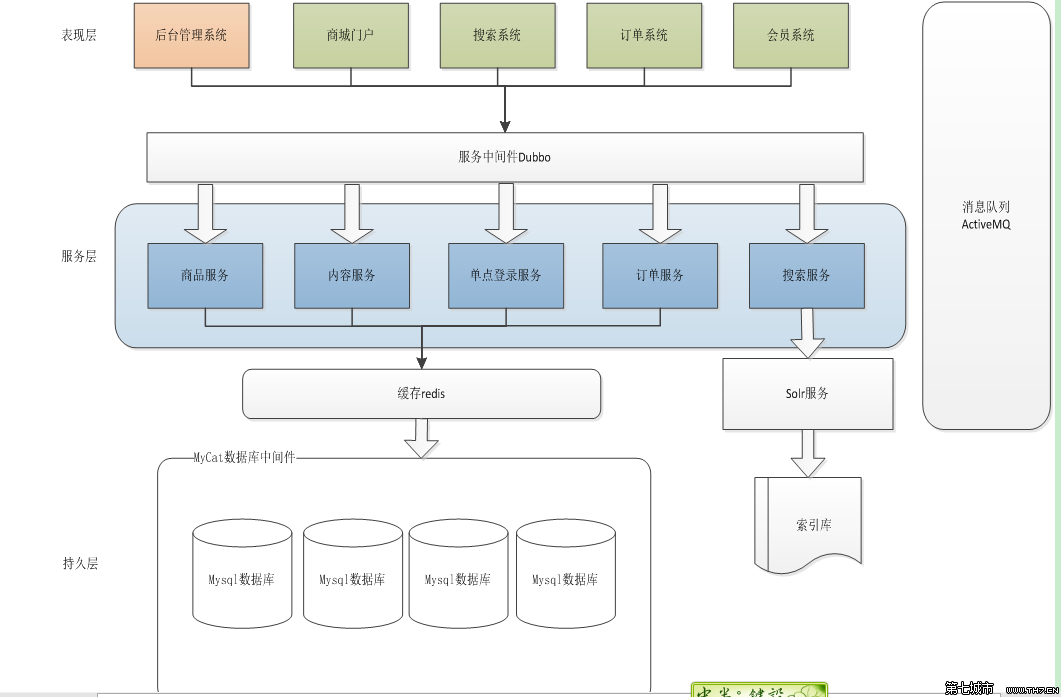 表现层
后台管理系统
商城门户
搜索系统
订单系统
会员系统
服务中间件Dubbo
消息队列
ActiveMQ
服务层
商品服务
内容服务
单点登录服务
订单服务
搜索服务
缓存redis
Solr服务
MyCat数据库中间件
索引库
持久层
Mysql数据库
Mysql数据库
Mysql数据库
Mysql数据库
第七城市
www.TH7.CN